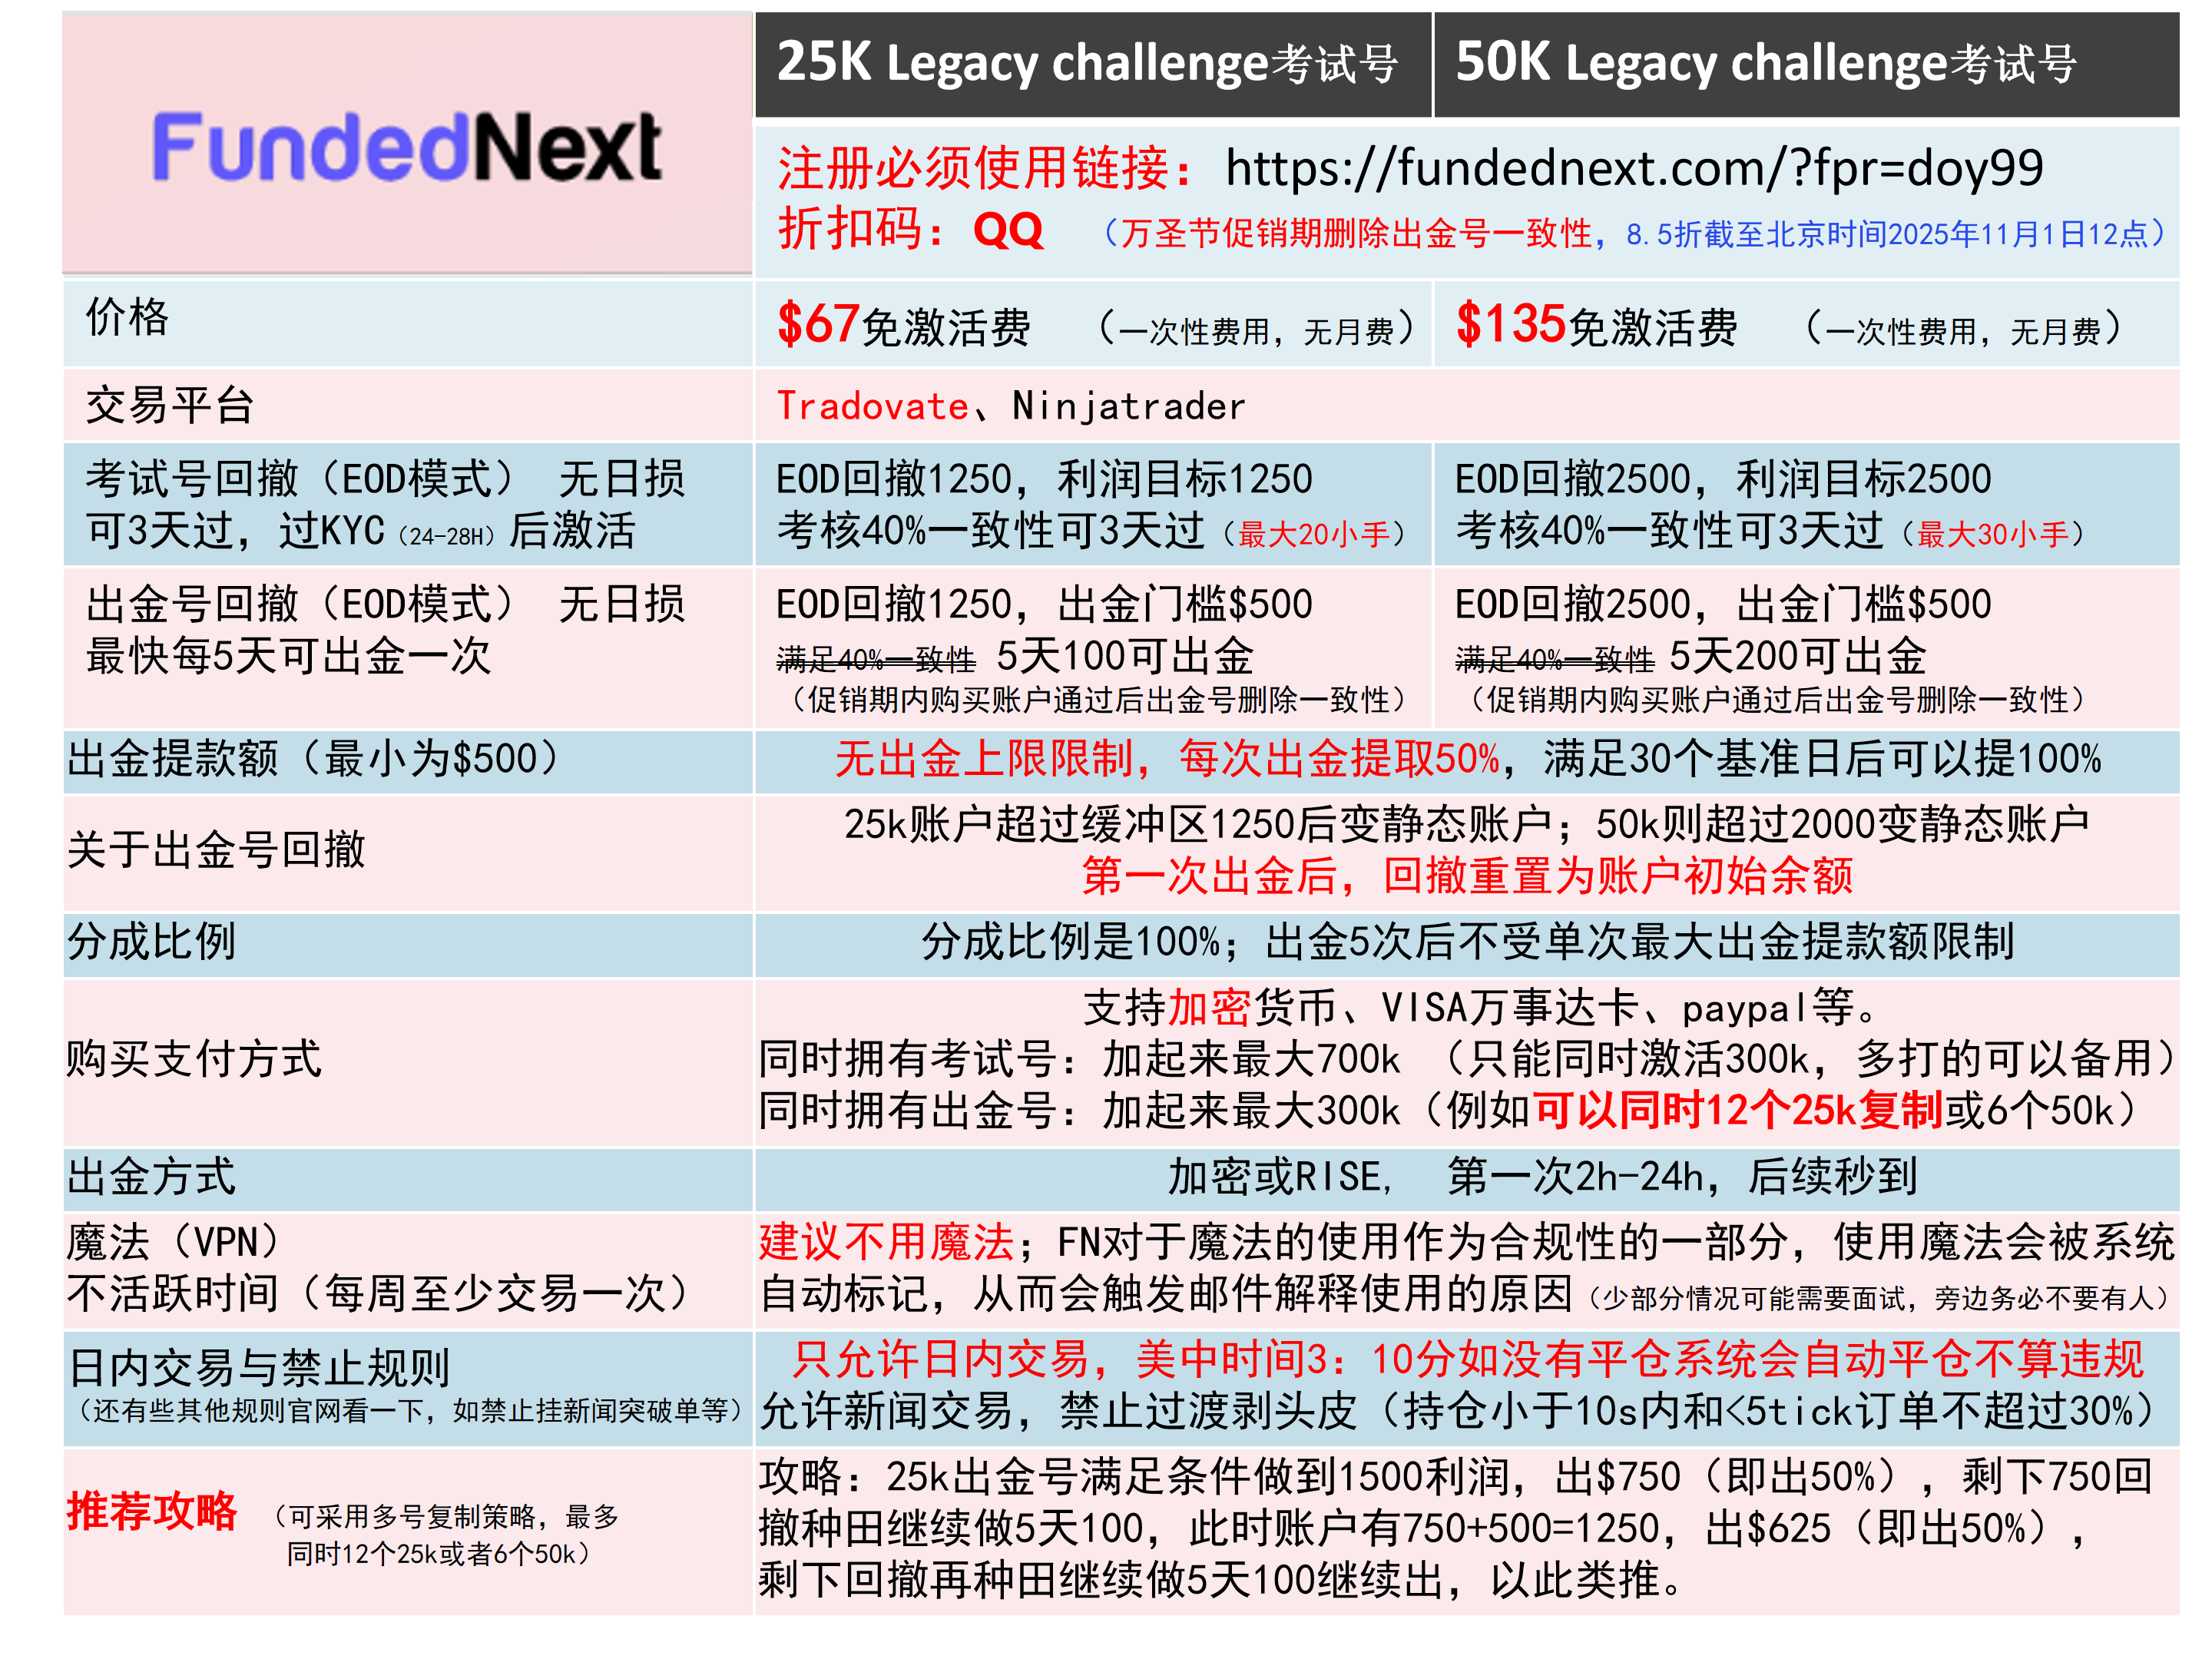 FundedNext
25K Legacy challenge考试号
50K Legacy challenge考试号
注册必须使用链接：https://fundednext.com/?fpr=doy99
折扣码：QQ （万圣节促销期删除出金号一致性，8.5折截至北京时间2025年11月1日12点）
价格
$67免激活费 （一次性费用，无月费）
$135免激活费 （一次性费用，无月费）
交易平台
Tradovate、Ninjatrader
考试号回撤（EOD模式） 无日损
可3天过，过KYC（24-28H）后激活
EOD回撤1250，利润目标1250
考核40%一致性可3天过（最大20小手）
EOD回撤2500，利润目标2500
考核40%一致性可3天过（最大30小手）
出金号回撤（EOD模式） 无日损
最快每5天可出金一次
EOD回撤1250，出金门槛$500
满足40%一致性 5天100可出金
（促销期内购买账户通过后出金号删除一致性）
EOD回撤2500，出金门槛$500
满足40%一致性 5天200可出金
（促销期内购买账户通过后出金号删除一致性）
出金提款额（最小为$500）
无出金上限限制，每次出金提取50%，满足30个基准日后可以提100%
关于出金号回撤
25k账户超过缓冲区1250后变静态账户；50k则超过2000变静态账户
第一次出金后，回撤重置为账户初始余额
分成比例
分成比例是100%；出金5次后不受单次最大出金提款额限制
购买支付方式
支持加密货币、VISA万事达卡、paypal等。
同时拥有考试号：加起来最大700k （只能同时激活300k，多打的可以备用）
同时拥有出金号：加起来最大300k（例如可以同时12个25k复制或6个50k）
出金方式
加密或RISE， 第一次2h-24h，后续秒到
魔法（VPN）
不活跃时间（每周至少交易一次）
建议不用魔法；FN对于魔法的使用作为合规性的一部分，使用魔法会被系统
自动标记，从而会触发邮件解释使用的原因（少部分情况可能需要面试，旁边务必不要有人）
日内交易与禁止规则
（还有些其他规则官网看一下，如禁止挂新闻突破单等）
只允许日内交易，美中时间3：10分如没有平仓系统会自动平仓不算违规
允许新闻交易，禁止过渡剥头皮（持仓小于10s内和<5tick订单不超过30%）
推荐攻略 （可采用多号复制策略，最多
同时12个25k或者6个50k）
攻略：25k出金号满足条件做到1500利润，出$750（即出50%），剩下750回
撤种田继续做5天100，此时账户有750+500=1250，出$625（即出50%），
剩下回撤再种田继续做5天100继续出，以此类推。